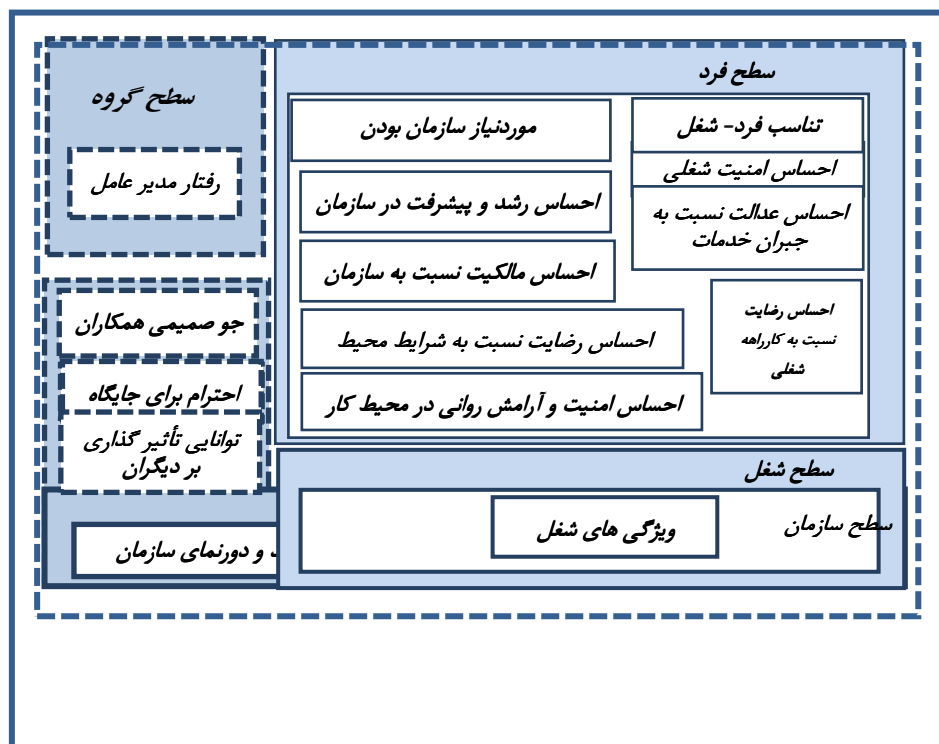 سطح فرد
تناسب فرد- شغل
احساس امنیت شغلی
احساس عدالت نسبت به
جبران خدمات
احساس رضایت
نسبت به کارراهه
شغلی
موردنیاز سازمان بودن
احساس رشد و پیشرفت در سازمان
احساس مالکیت نسبت به سازمان
احساس رضایت نسبت به شرایط محیط
احساس امنیت و آرامش روانی در محیط کار
سطح گروه
رفتار مدیر عامل
جو صمیمی همکاران
احترام برای جایگاه
توانایی تأثیر گذاری
بر دیگران
سطح شغل
ویژگی های شغل
سطح سازمان
و دورنمای سازمان